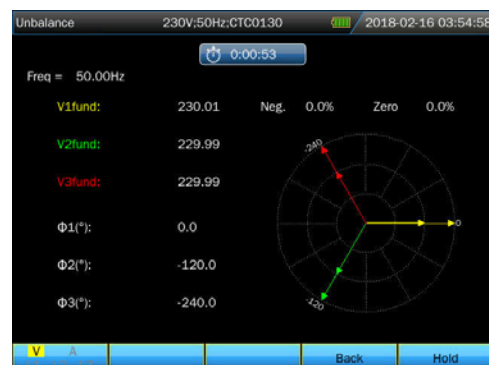 Unbalance 230V;50Hz;CTC0130 2018-02-16 03:54:58
0:00:53
Freq = 50.00Hz
V1fund: 230.01 Neg. 0.0% Zero 0.0%
V2fund: 229.99
V3fund: 229.99
Φ1(°): 0.0
Φ2(°): -120.0
Φ3(°): -240.0
-240
0
-120
V A
Back Hold